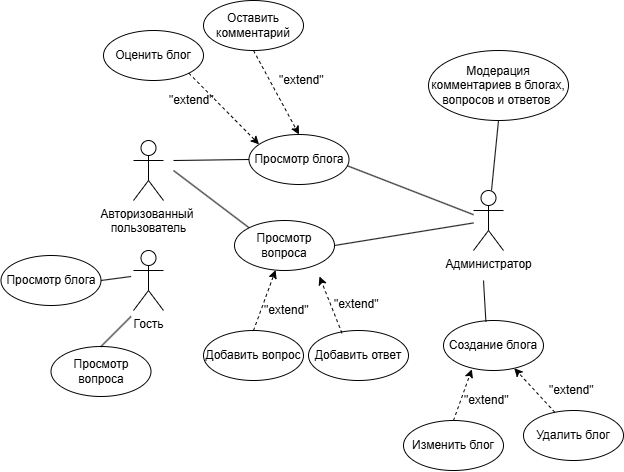 Оставить
комментарий
Оценить блог
"extend"
"extend"
Модерация
комментариев в блогах,
вопросов и ответов
Просмотр блога
Авторизованный
пользователь
Просмотр
вопроса
Администратор
Просмотр блога
"extend"
"extend"
Гость
Просмотр
вопроса
Добавить вопрос
Добавить ответ
Создание блога
"extend"
"extend"
Изменить блог
Удалить блог